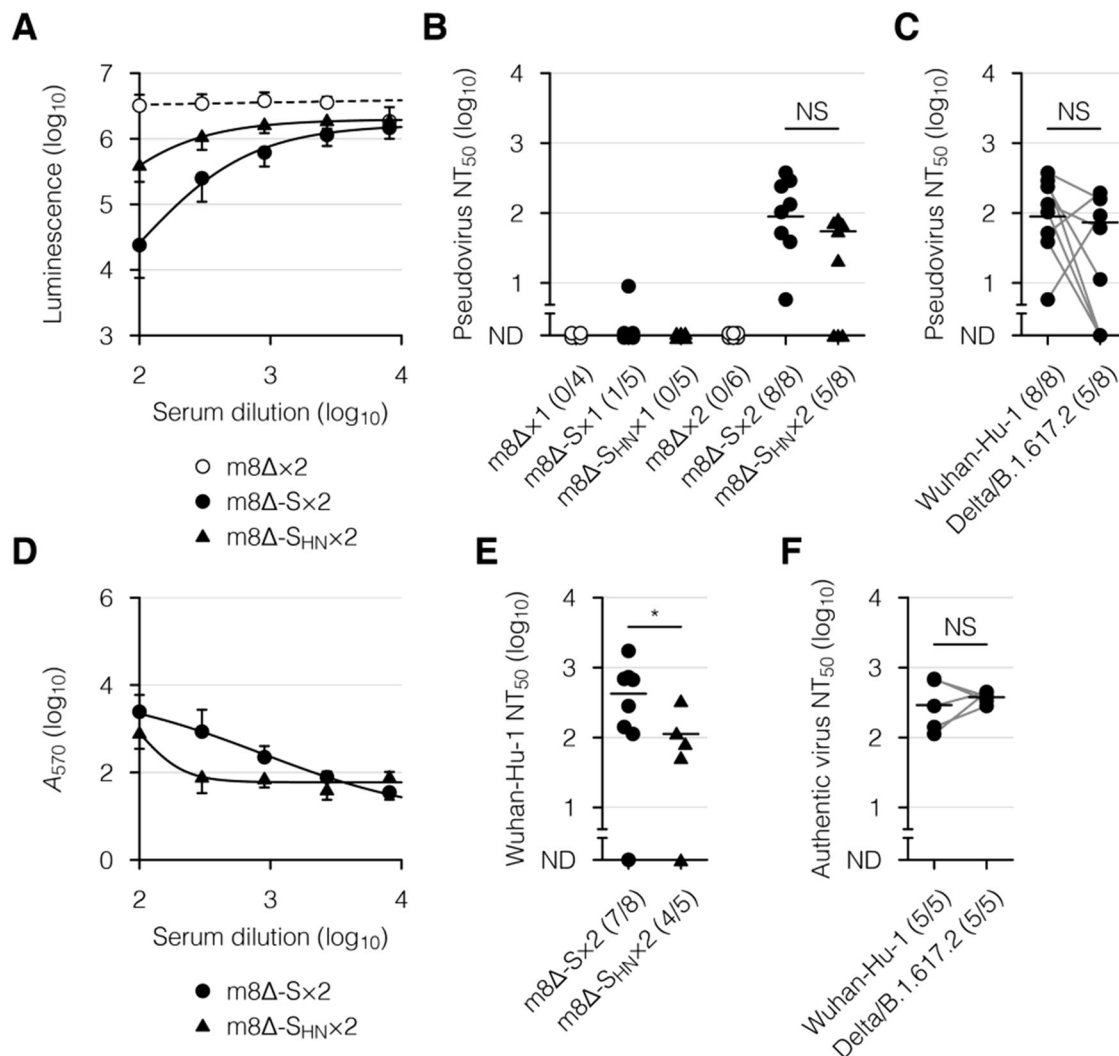 A
B
C
Luminescence (log₁₀)
7
6
5
4
3
2
3
4
Serum dilution (log₁₀)
m8Δ×2
m8Δ-S×2
m8Δ-S_HN×2
Pseudovirus NT₅₀ (log₁₀)
4
3
2
1
ND
NS
m8Δ×1 (0/4)
m8Δ-S×1 (1/5)
m8Δ-S_HN×1 (0/5)
m8Δ×2 (0/6)
m8Δ-S×2 (8/8)
m8Δ-S_HN×2 (5/8)
Pseudovirus NT₅₀ (log₁₀)
4
3
2
1
ND
NS
Wuhan-Hu-1 (8/8)
Delta/B.1.617.2 (5/8)
D
E
F
A₅₇₀ (log₁₀)
6
4
2
0
2
3
4
Serum dilution (log₁₀)
m8Δ-S×2
m8Δ-S_HN×2
Wuhan-Hu-1 NT₅₀ (log₁₀)
4
3
2
1
ND
*
m8Δ-S×2 (7/8)
m8Δ-S_HN×2 (4/5)
Authentic virus NT₅₀ (log₁₀)
4
3
2
1
ND
NS
Wuhan-Hu-1 (5/5)
Delta/B.1.617.2 (5/5)